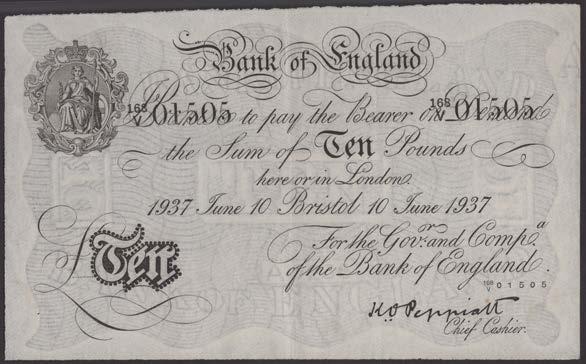 Bank of England
168/V 01505 168/V 01505
Promise to pay the Bearer on Demand
the Sum of Ten Pounds
here or in London.
1937 June 10 Bristol 10 June 1937
For the Gov:r and Comp:a
of the Bank of England.
168/V 01505
£Ten
K.O. Peppiatt
Chief Cashier.